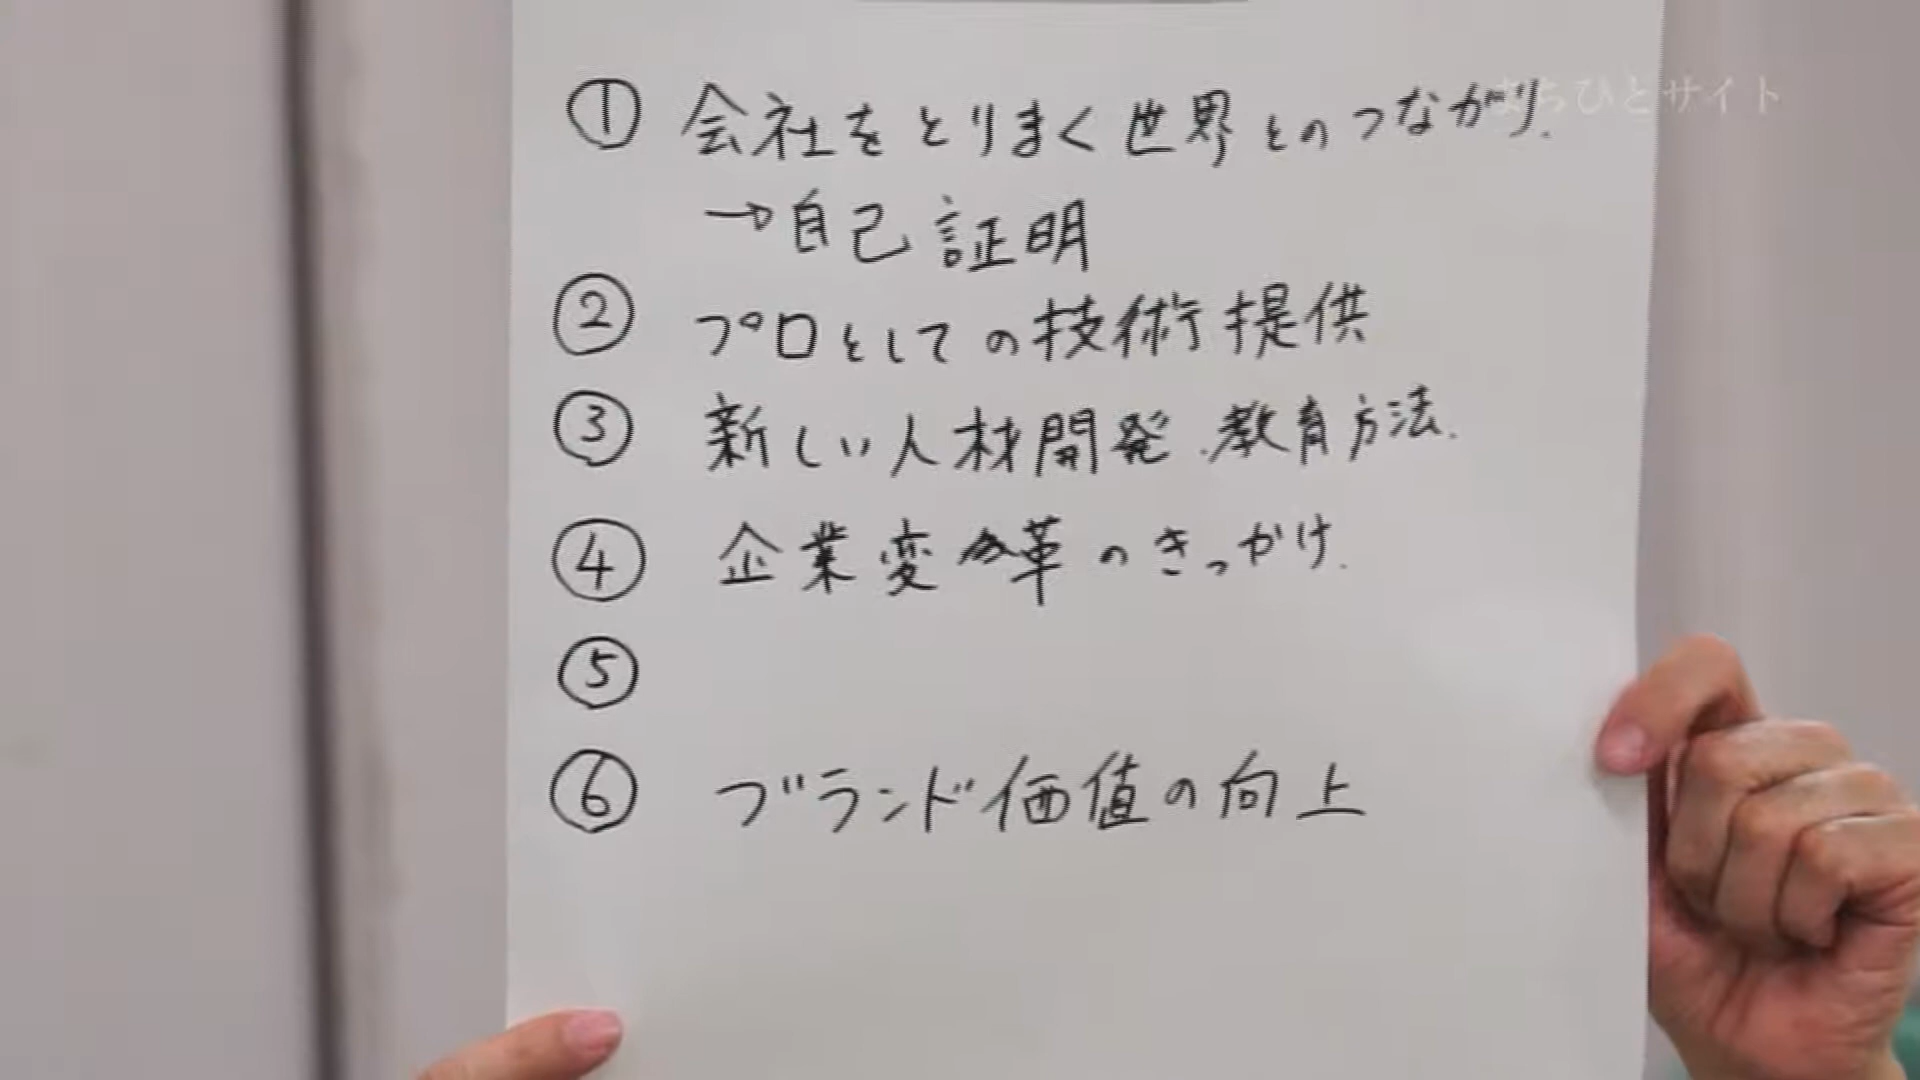 まちひとサイト
① 会社をとりまく世界とのつながり.
→自己証明
② プロとしての技術提供
③ 新しい人材開発.教育方法.
④ 企業変革のきっかけ.
⑤
⑥ ブランド価値の向上